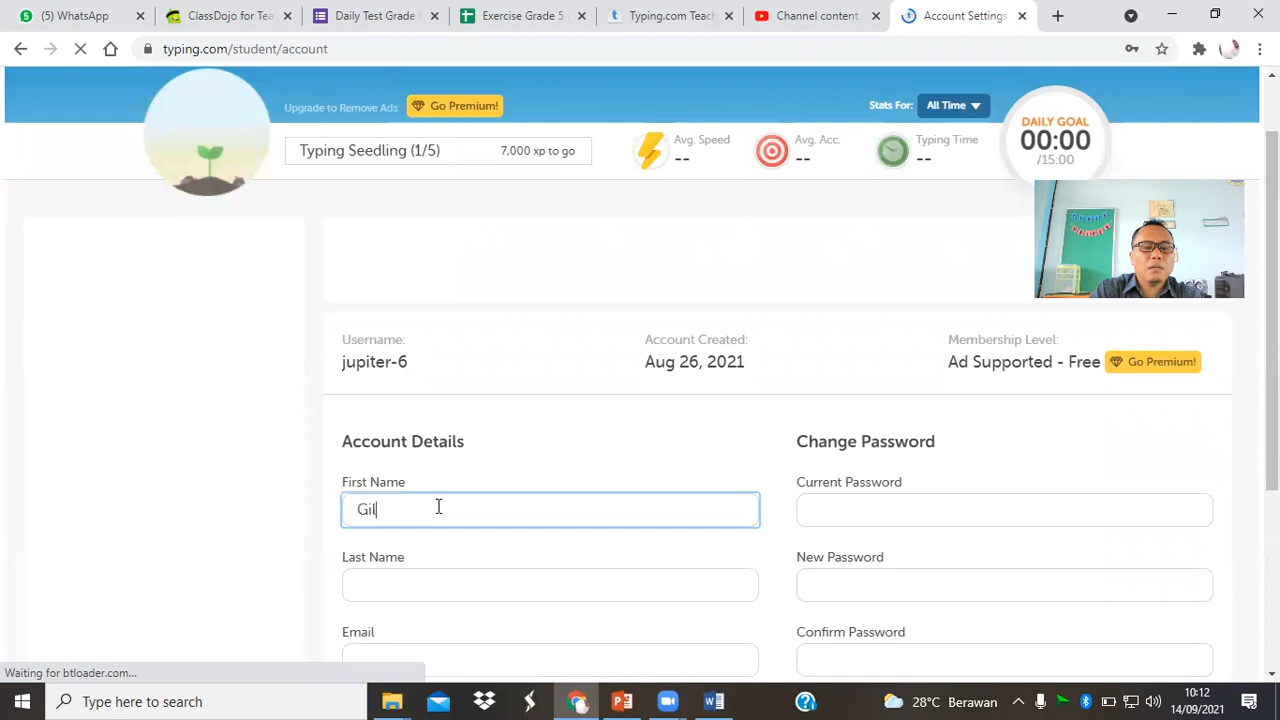 (5) WhatsApp
ClassDojo for Tea
Daily Test Grade
Exercise Grade 5
Typing.com Teac
Channel content
Account Settings
typing.com/student/account
Upgrade to Remove Ads:
Go Premium!
Stats For:
All Time
Typing Seedling (1/5)
7,000 xp to go
Avg. Speed
--
Avg. Acc.
--
Typing Time
--
DAILY GOAL
00:00
/15:00
Username:
jupiter-6
Account Created:
Aug 26, 2021
Membership Level:
Ad Supported - Free
Go Premium!
Account Details
Change Password
First Name
Gil
Current Password
Last Name
New Password
Email
Confirm Password
Waiting for btloader.com...
Type here to search
28°C Berawan
10:12
14/09/2021